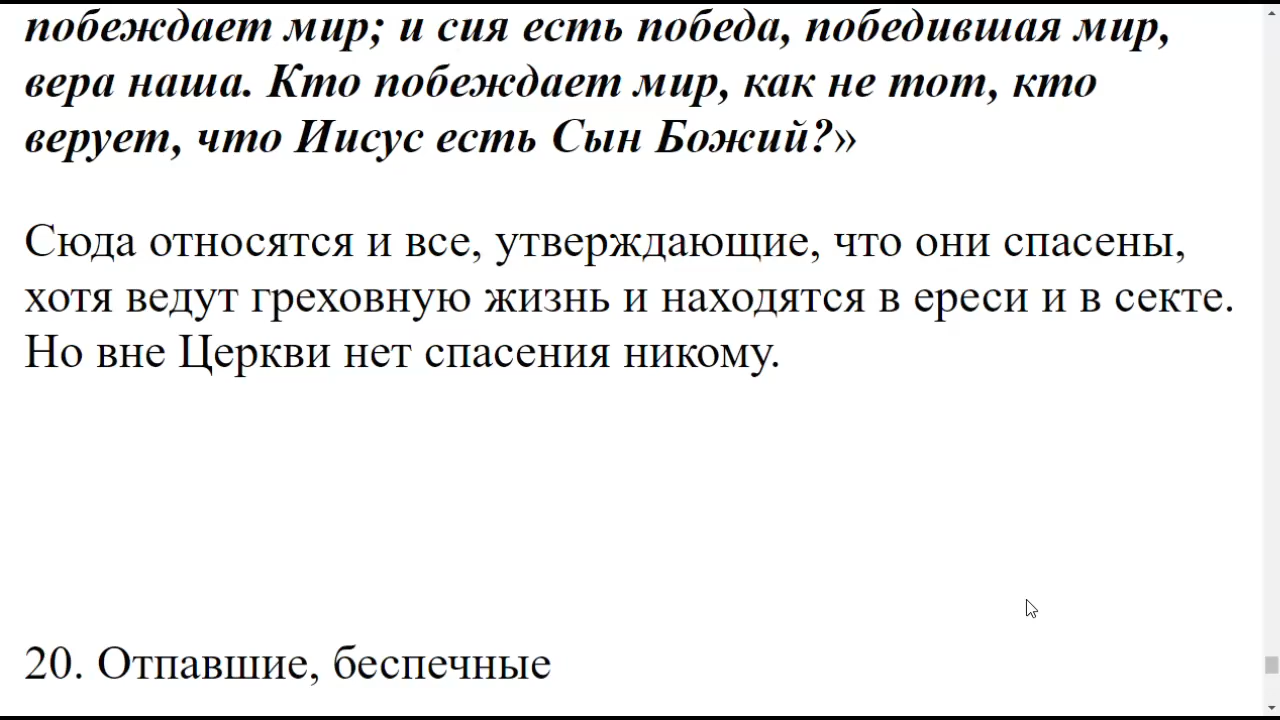 побеждает мир; и сия есть победа, победившая мир,
вера наша. Кто побеждает мир, как не тот, кто
верует, что Иисус есть Сын Божий?»
Сюда относятся и все, утверждающие, что они спасены,
хотя ведут греховную жизнь и находятся в ереси и в секте.
Но вне Церкви нет спасения никому.
20. Отпавшие, беспечные